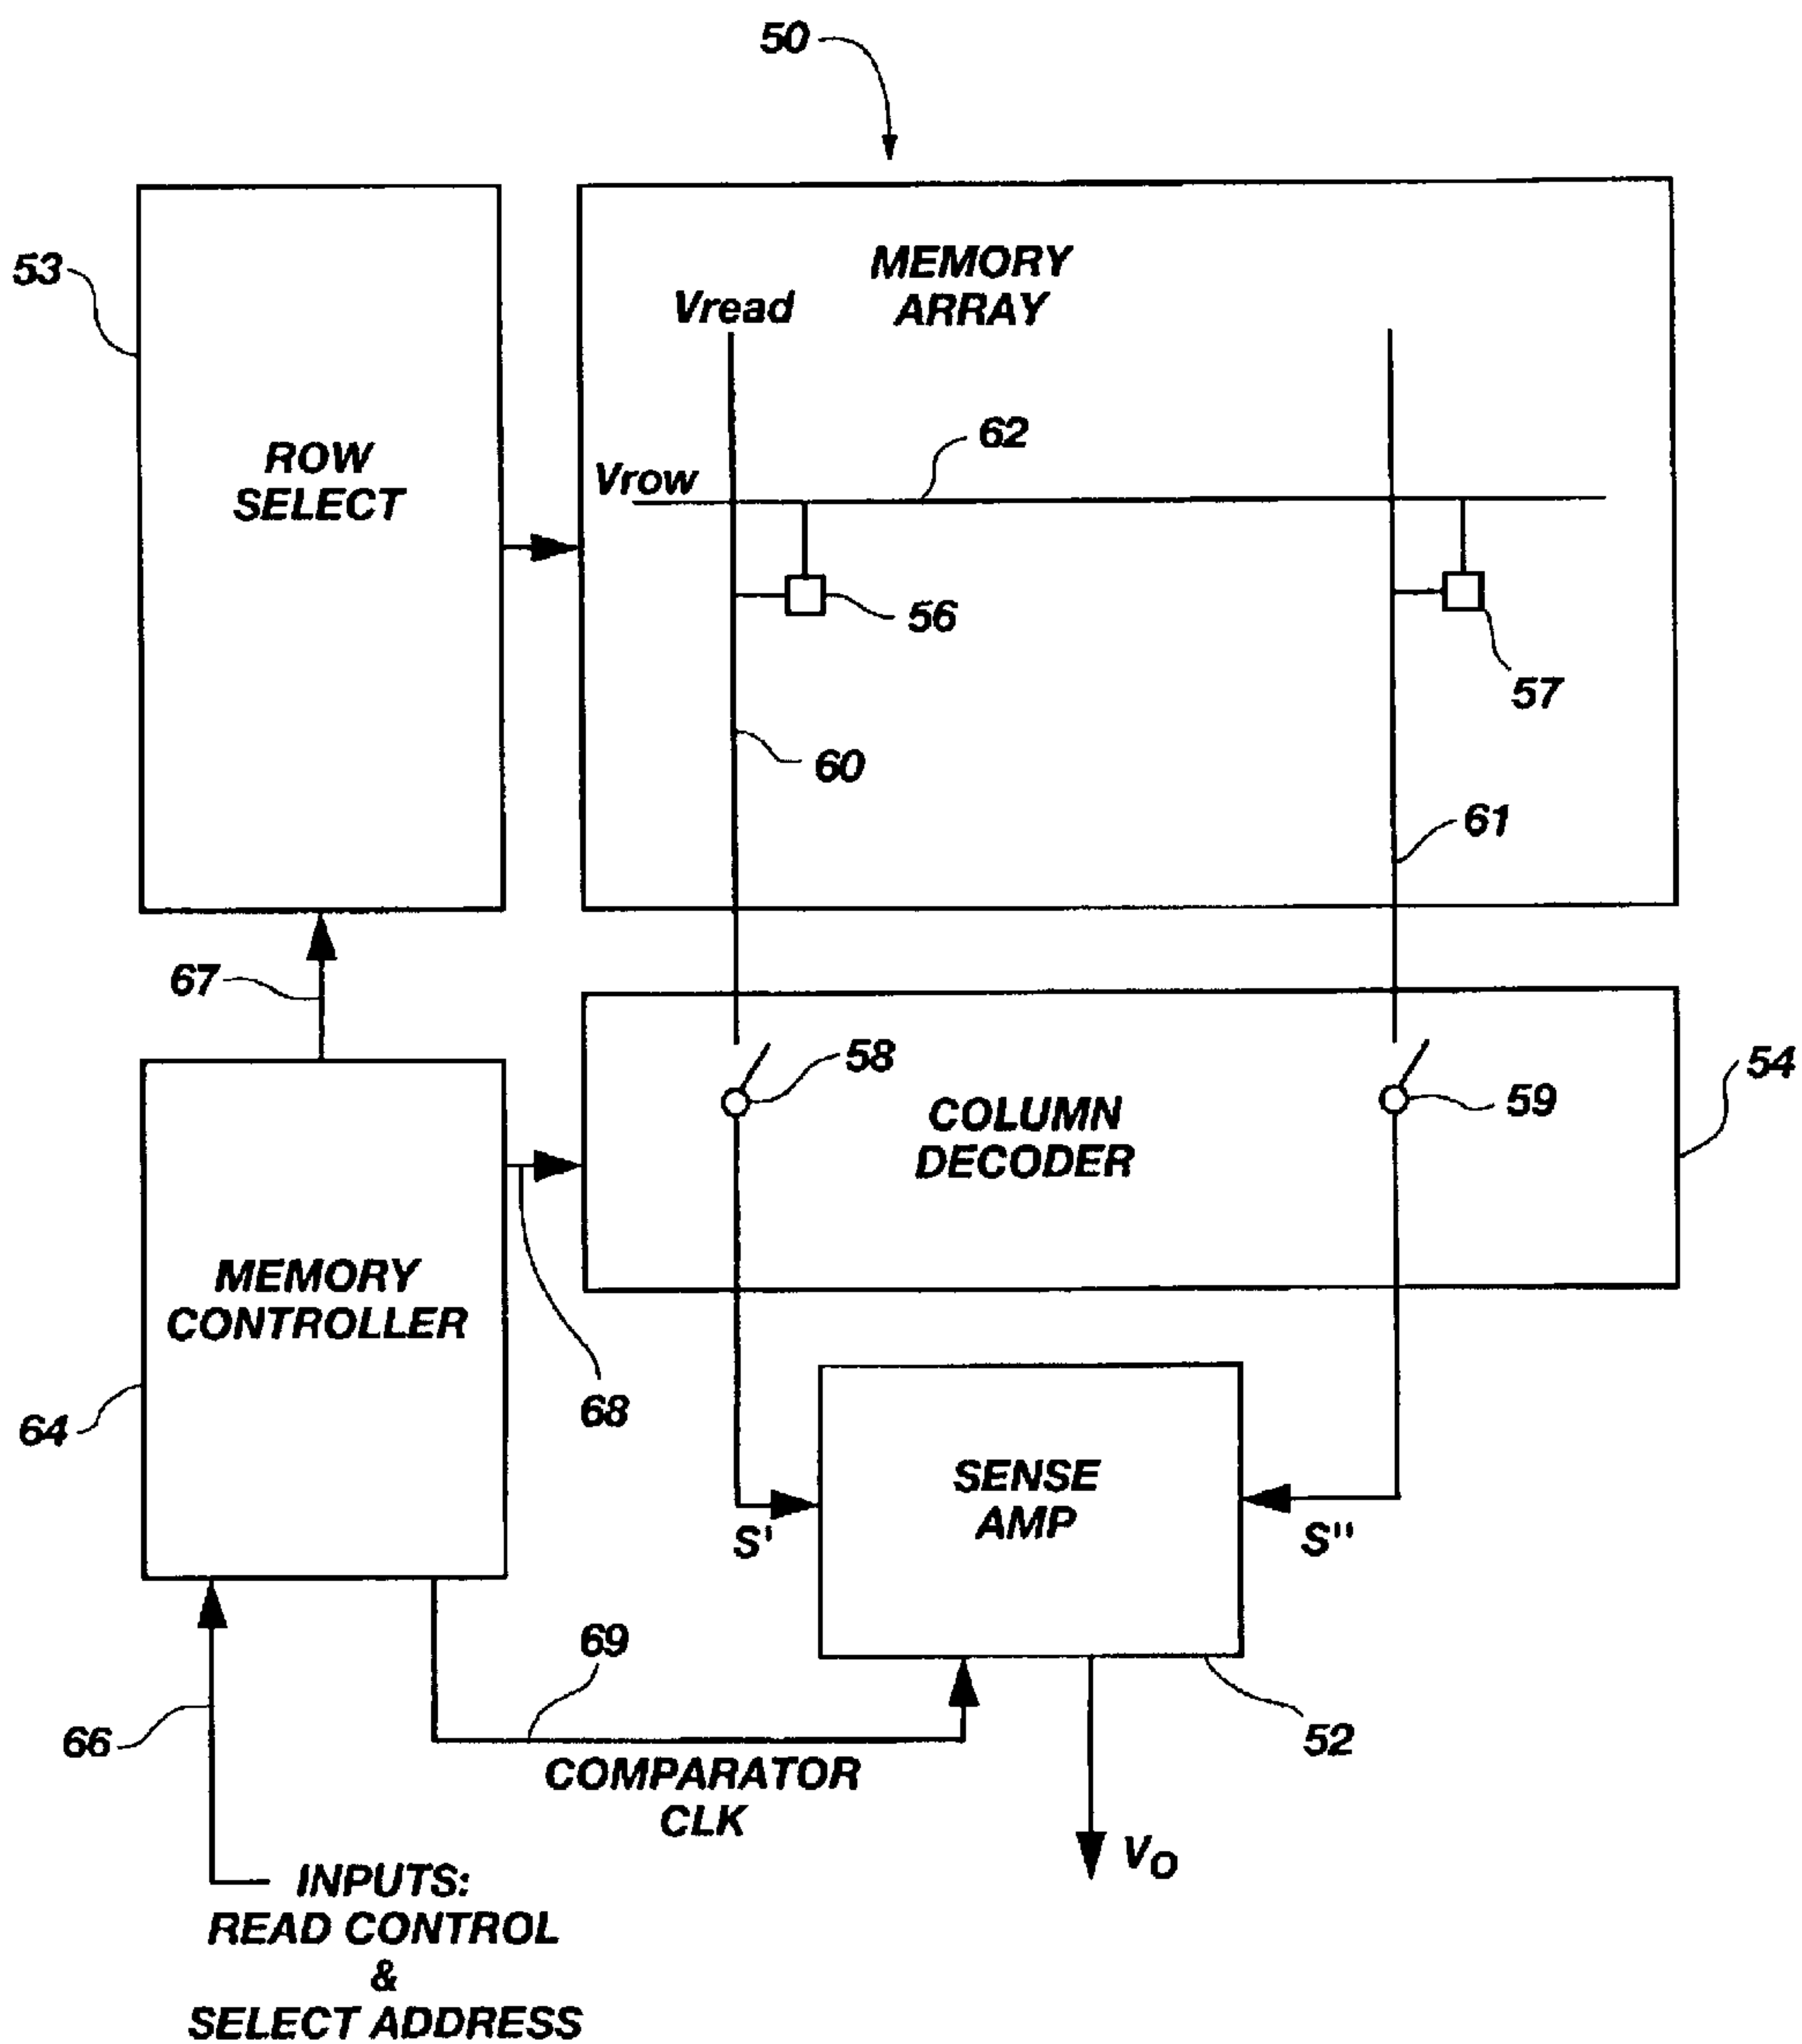 50
53
MEMORY
ARRAY
Vread
62
ROW
SELECT
Vrow
56
57
60
61
67
58
59
54
COLUMN
DECODER
MEMORY
CONTROLLER
64
68
SENSE
AMP
S'
S"
69
66
52
COMPARATOR
CLK
VO
INPUTS:
READ CONTROL
&
SELECT ADDRESS